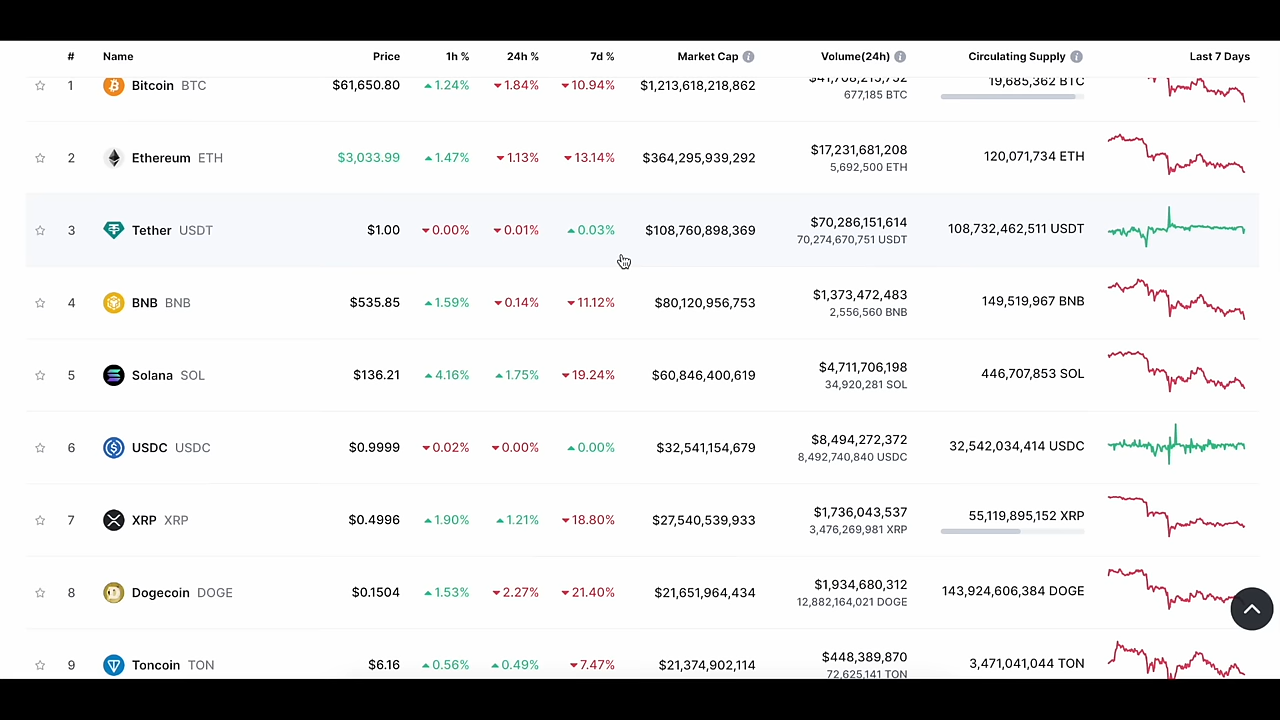 # Name Price 1h % 24h % 7d % Market Cap Volume(24h) Circulating Supply Last 7 Days
1 Bitcoin BTC $61,650.80 1.24% 1.84% 10.94% $1,213,618,218,862 19,685,362 BTC
677,185 BTC
2 Ethereum ETH $3,033.99 1.47% 1.13% 13.14% $364,295,939,292 $17,231,681,208 120,071,734 ETH
5,692,500 ETH
3 Tether USDT $1.00 0.00% 0.01% 0.03% $108,760,898,369 $70,286,151,614 108,732,462,511 USDT
70,274,670,751 USDT
4 BNB BNB $535.85 1.59% 0.14% 11.12% $80,120,956,753 $1,373,472,483 149,519,967 BNB
2,556,560 BNB
5 Solana SOL $136.21 4.16% 1.75% 19.24% $60,846,400,619 $4,711,706,198 446,707,853 SOL
34,920,281 SOL
6 USDC USDC $0.9999 0.02% 0.00% 0.00% $32,541,154,679 $8,494,272,372 32,542,034,414 USDC
8,492,740,840 USDC
7 XRP XRP $0.4996 1.90% 1.21% 18.80% $27,540,539,933 $1,736,043,537 55,119,895,152 XRP
3,476,269,981 XRP
8 Dogecoin DOGE $0.1504 1.53% 2.27% 21.40% $21,651,964,434 $1,934,680,312 143,924,606,384 DOGE
12,882,164,021 DOGE
9 Toncoin TON $6.16 0.56% 0.49% 7.47% $21,374,902,114 $448,389,870 3,471,041,044 TON
72,625,141 TON